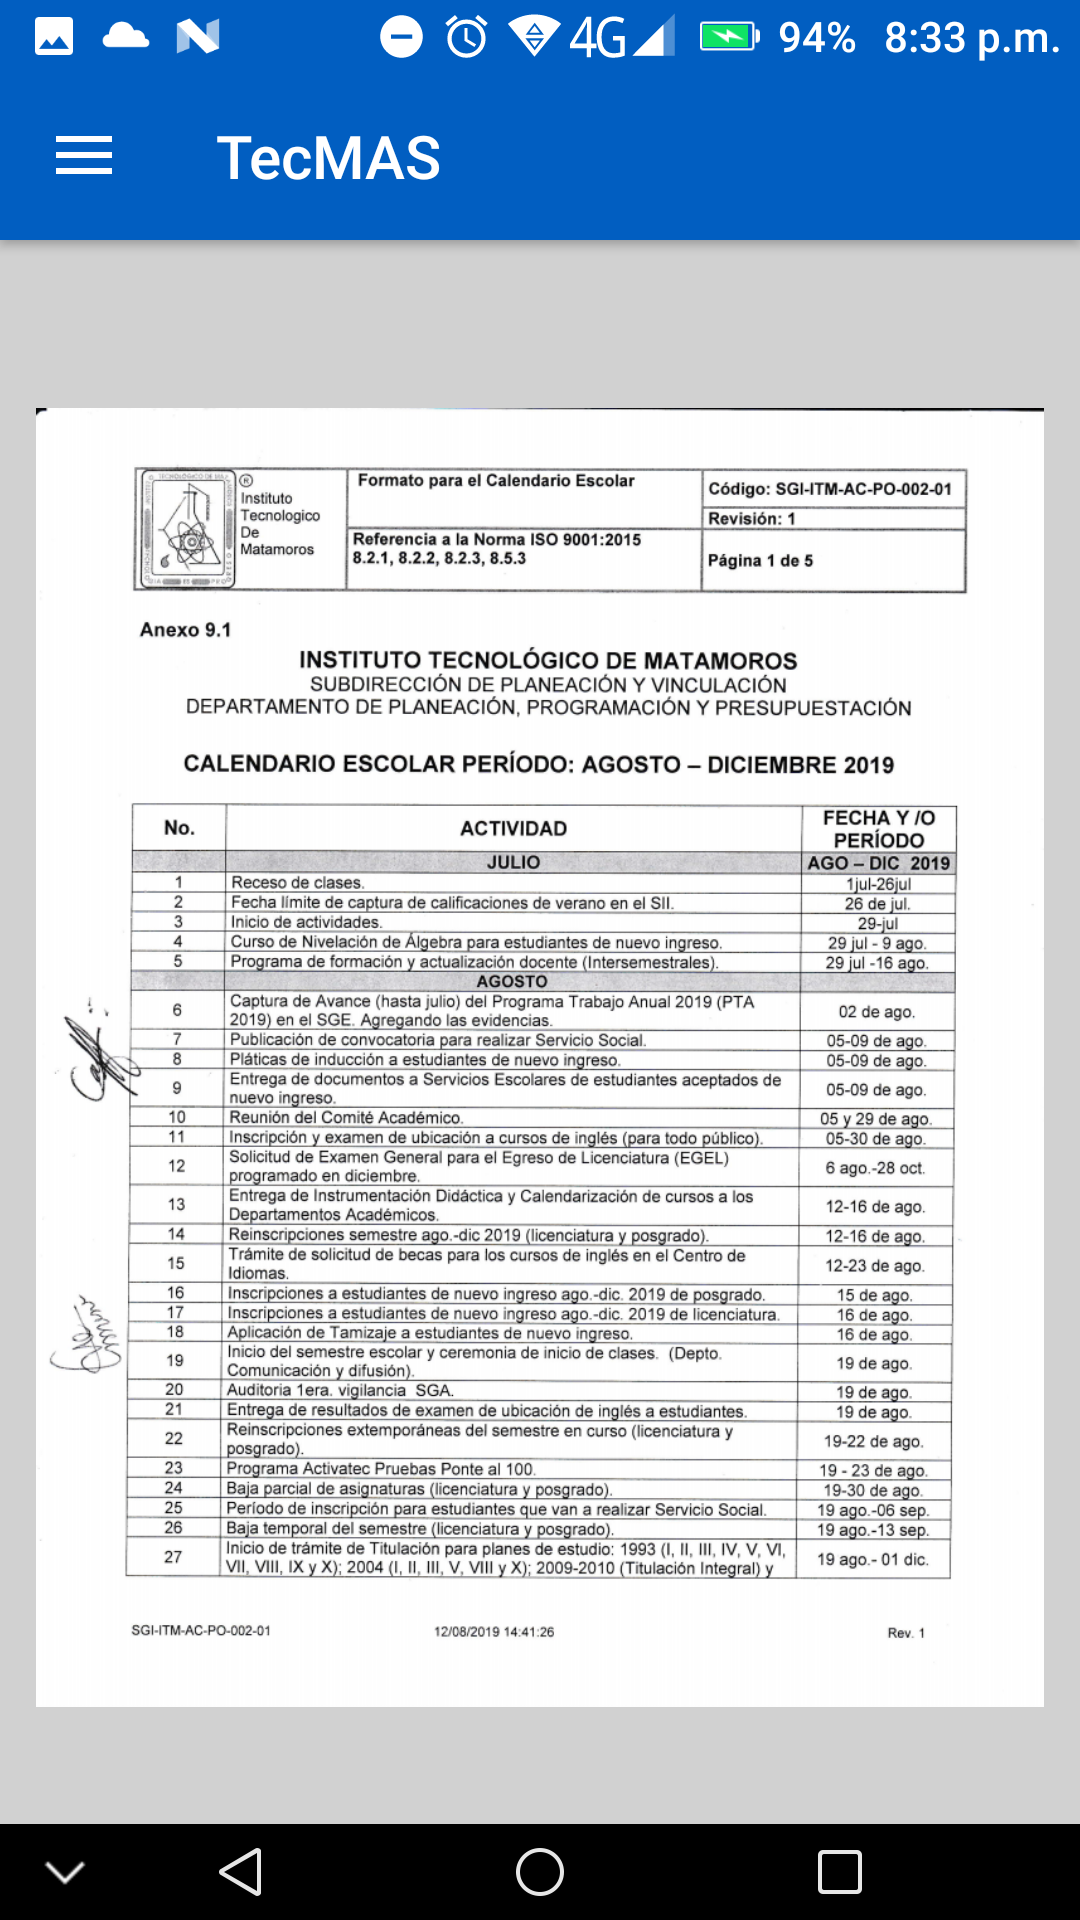 4G 94% 8:33 p.m.
TecMAS
®
Instituto
Tecnologico
De
Matamoros
Formato para el Calendario Escolar
Referencia a la Norma ISO 9001:2015
8.2.1, 8.2.2, 8.2.3, 8.5.3
Código: SGI-ITM-AC-PO-002-01
Revisión: 1
Página 1 de 5
Anexo 9.1
INSTITUTO TECNOLÓGICO DE MATAMOROS
SUBDIRECCIÓN DE PLANEACIÓN Y VINCULACIÓN
DEPARTAMENTO DE PLANEACIÓN, PROGRAMACIÓN Y PRESUPUESTACIÓN
CALENDARIO ESCOLAR PERÍODO: AGOSTO – DICIEMBRE 2019
No. ACTIVIDAD FECHA Y /O
PERÍODO
JULIO AGO – DIC 2019
1 Receso de clases. 1jul-26jul
2 Fecha límite de captura de calificaciones de verano en el SII. 26 de jul.
3 Inicio de actividades. 29-jul
4 Curso de Nivelación de Álgebra para estudiantes de nuevo ingreso. 29 jul - 9 ago.
5 Programa de formación y actualización docente (Intersemestrales). 29 jul -16 ago.
AGOSTO
6 Captura de Avance (hasta julio) del Programa Trabajo Anual 2019 (PTA
2019) en el SGE. Agregando las evidencias. 02 de ago.
7 Publicación de convocatoria para realizar Servicio Social. 05-09 de ago.
8 Pláticas de inducción a estudiantes de nuevo ingreso. 05-09 de ago.
9 Entrega de documentos a Servicios Escolares de estudiantes aceptados de
nuevo ingreso. 05-09 de ago.
10 Reunión del Comité Académico. 05 y 29 de ago.
11 Inscripción y examen de ubicación a cursos de inglés (para todo público). 05-30 de ago.
12 Solicitud de Examen General para el Egreso de Licenciatura (EGEL)
programado en diciembre. 6 ago.-28 oct.
13 Entrega de Instrumentación Didáctica y Calendarización de cursos a los
Departamentos Académicos. 12-16 de ago.
14 Reinscripciones semestre ago.-dic 2019 (licenciatura y posgrado). 12-16 de ago.
15 Trámite de solicitud de becas para los cursos de inglés en el Centro de
Idiomas. 12-23 de ago.
16 Inscripciones a estudiantes de nuevo ingreso ago.-dic. 2019 de posgrado. 15 de ago.
17 Inscripciones a estudiantes de nuevo ingreso ago.-dic. 2019 de licenciatura. 16 de ago.
18 Aplicación de Tamizaje a estudiantes de nuevo ingreso. 16 de ago.
19 Inicio del semestre escolar y ceremonia de inicio de clases. (Depto.
Comunicación y difusión). 19 de ago.
20 Auditoria 1era. vigilancia SGA. 19 de ago.
21 Entrega de resultados de examen de ubicación de inglés a estudiantes. 19 de ago.
22 Reinscripciones extemporáneas del semestre en curso (licenciatura y
posgrado). 19-22 de ago.
23 Programa Activatec Pruebas Ponte al 100. 19 - 23 de ago.
24 Baja parcial de asignaturas (licenciatura y posgrado). 19-30 de ago.
25 Período de inscripción para estudiantes que van a realizar Servicio Social. 19 ago.-06 sep.
26 Baja temporal del semestre (licenciatura y posgrado). 19 ago.-13 sep.
27 Inicio de trámite de Titulación para planes de estudio: 1993 (I, II, III, IV, V, VI,
VII, VIII, IX y X); 2004 (I, II, III, V, VIII y X); 2009-2010 (Titulación Integral) y 19 ago.- 01 dic.
SGI-ITM-AC-PO-002-01 12/08/2019 14:41:26 Rev. 1